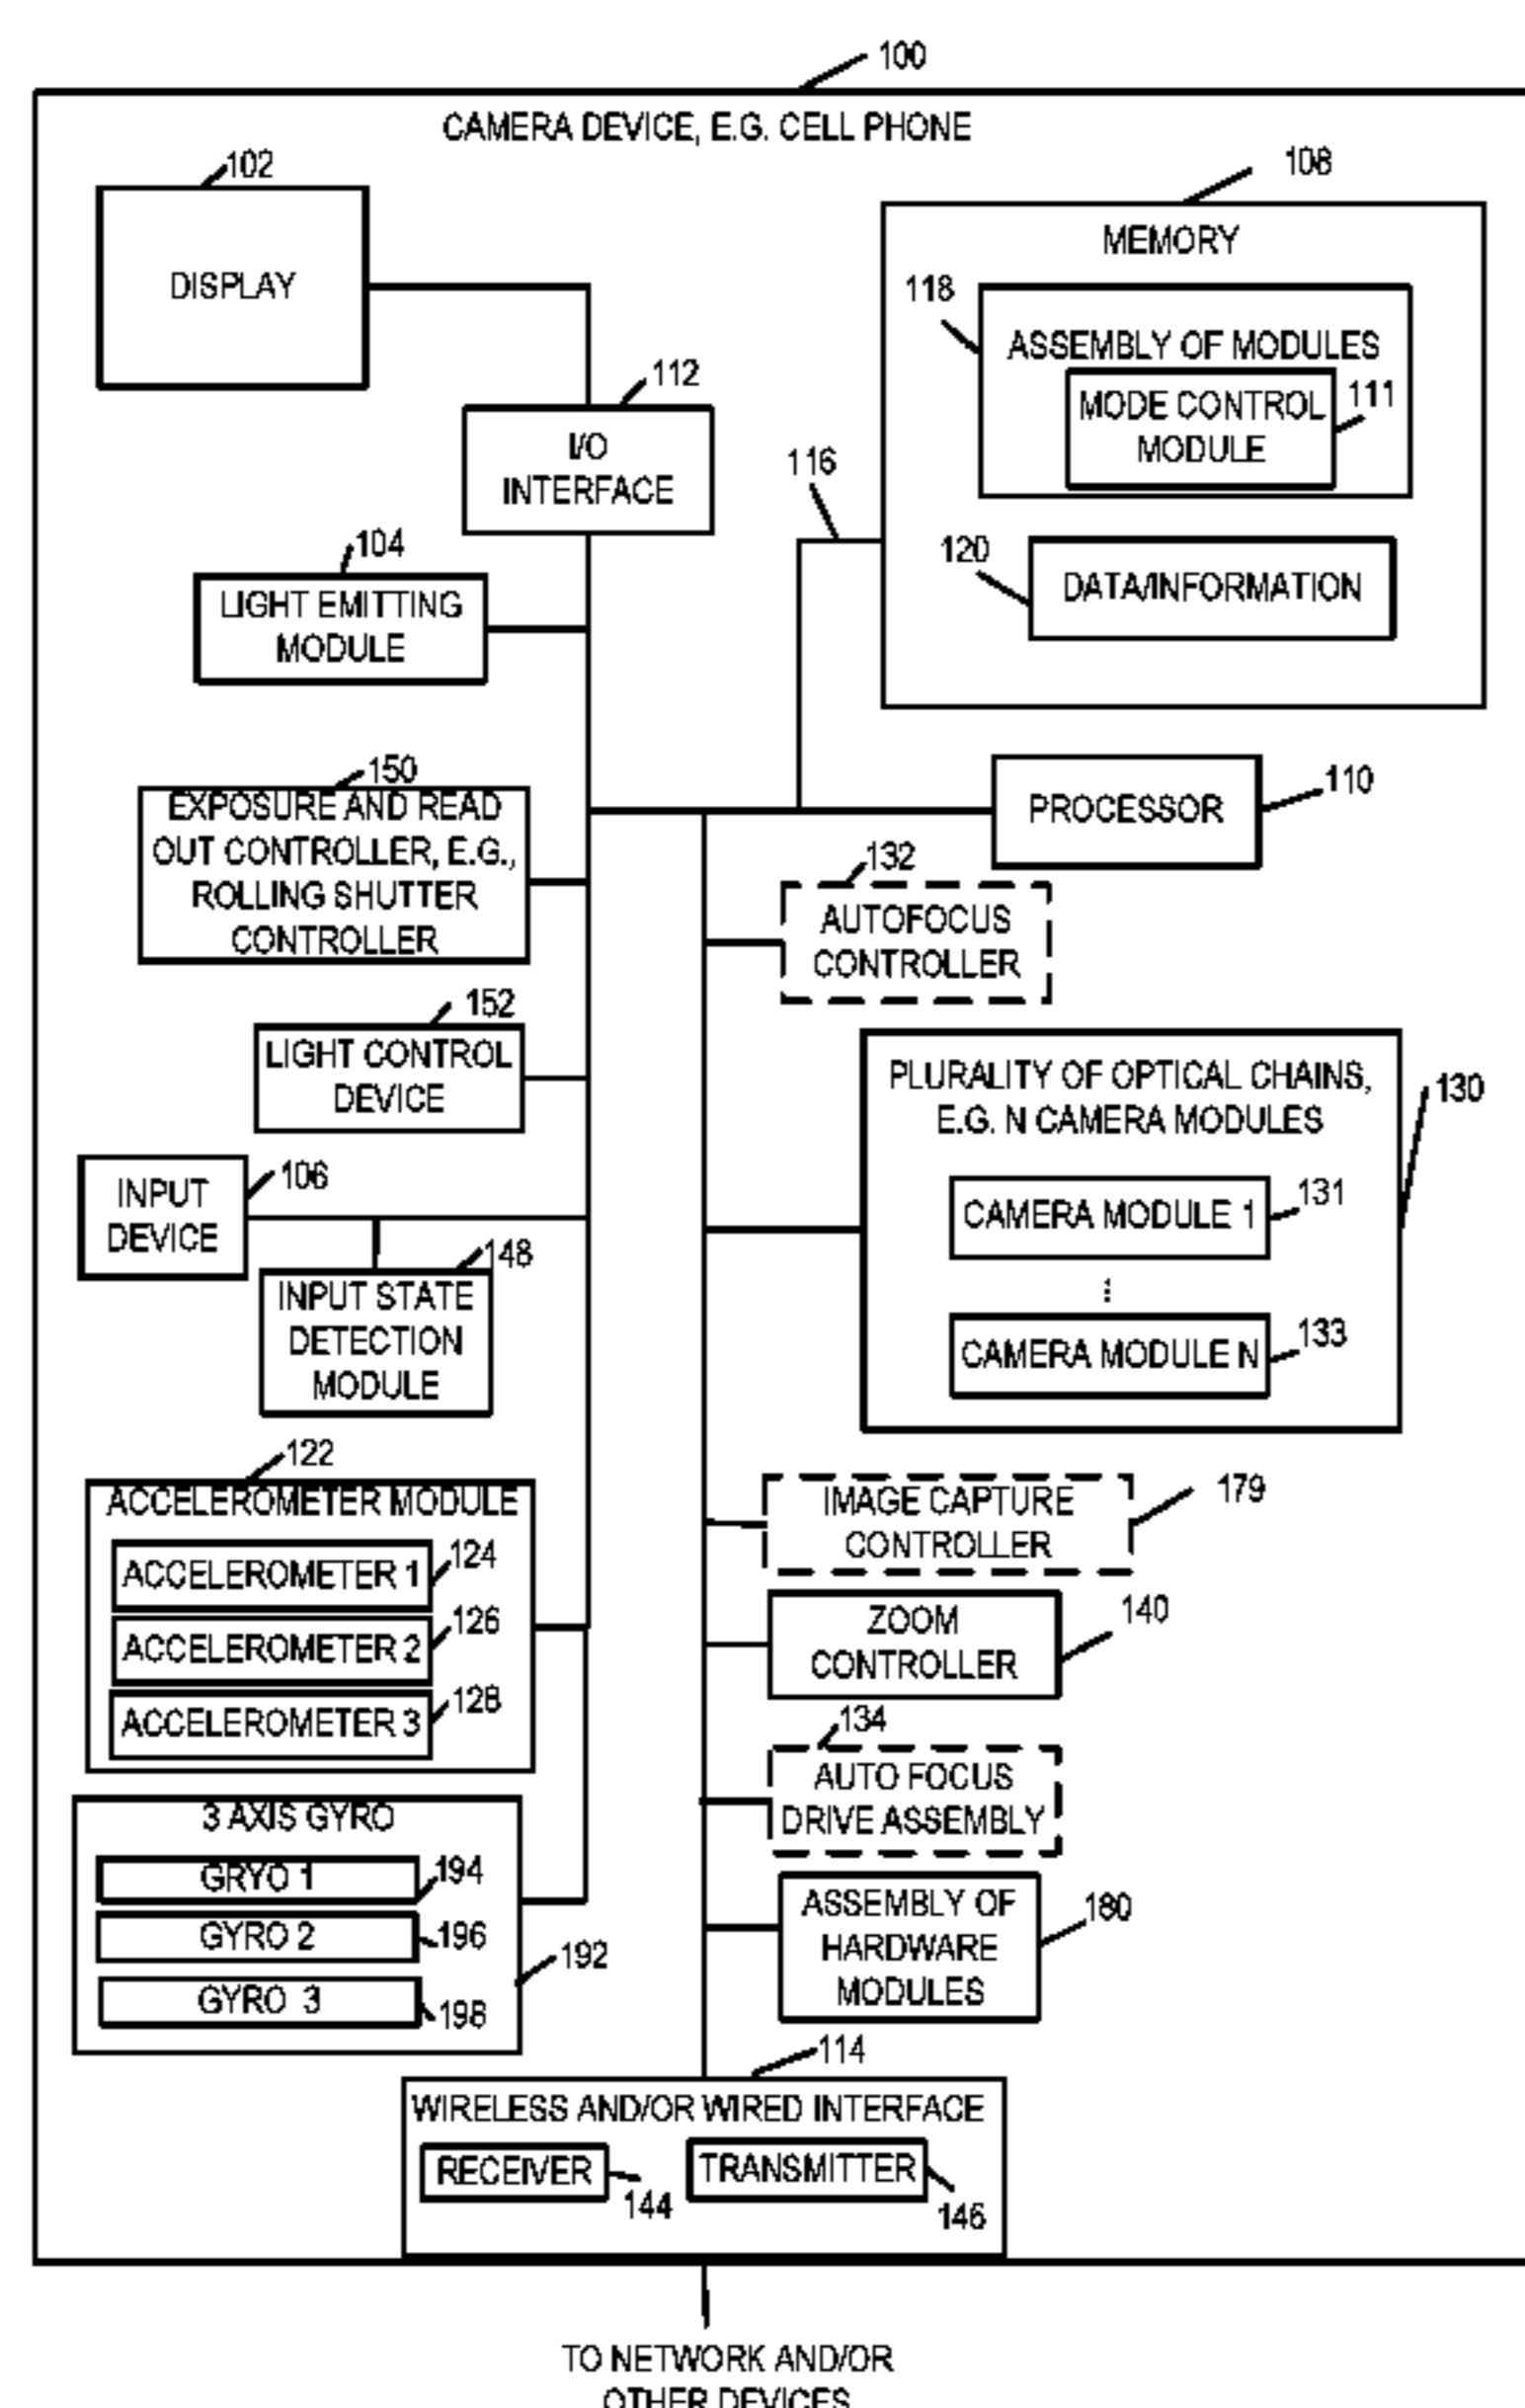 100
CAMERA DEVICE, E.G. CELL PHONE
102
DISPLAY
108
MEMORY
118
ASSEMBLY OF MODULES
MODE CONTROL
MODULE
111
112
I/O
INTERFACE
116
120
DATA/INFORMATION
104
LIGHT EMITTING
MODULE
150
EXPOSURE AND READ
OUT CONTROLLER, E.G.,
ROLLING SHUTTER
CONTROLLER
PROCESSOR
110
132
AUTOFOCUS
CONTROLLER
152
LIGHT CONTROL
DEVICE
PLURALITY OF OPTICAL CHAINS,
E.G. N CAMERA MODULES
130
CAMERA MODULE 1
131
⋮
CAMERA MODULE N
133
INPUT
DEVICE
106
148
INPUT STATE
DETECTION
MODULE
122
ACCELEROMETER MODULE
ACCELEROMETER 1
124
ACCELEROMETER 2
126
ACCELEROMETER 3
128
IMAGE CAPTURE
CONTROLLER
179
ZOOM
CONTROLLER
140
134
AUTO FOCUS
DRIVE ASSEMBLY
3 AXIS GYRO
GRYO 1
194
GYRO 2
196
GYRO 3
198
192
ASSEMBLY OF
HARDWARE
MODULES
180
114
WIRELESS AND/OR WIRED INTERFACE
RECEIVER
144
TRANSMITTER
146
TO NETWORK AND/OR
OTHER DEVICES